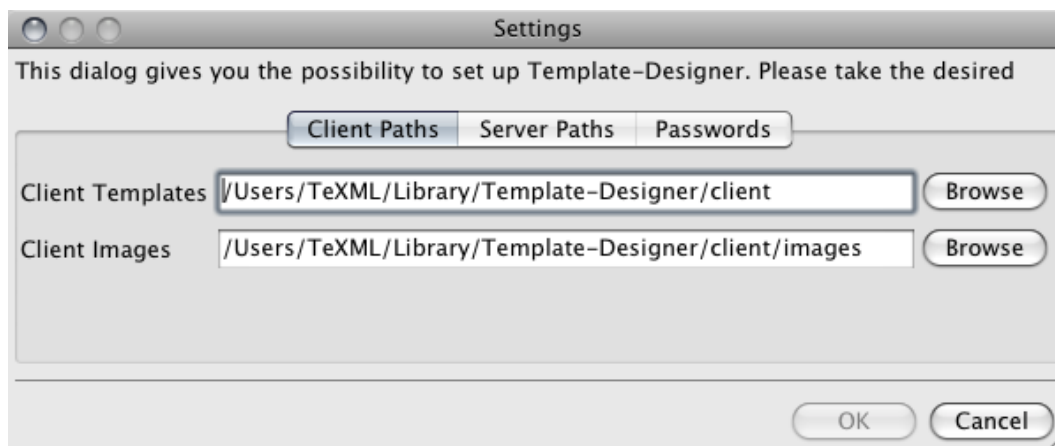 Settings
This dialog gives you the possibility to set up Template-Designer. Please take the desired
Client Paths Server Paths Passwords
Client Templates /Users/TeXML/Library/Template-Designer/client Browse
Client Images /Users/TeXML/Library/Template-Designer/client/images Browse
OK Cancel